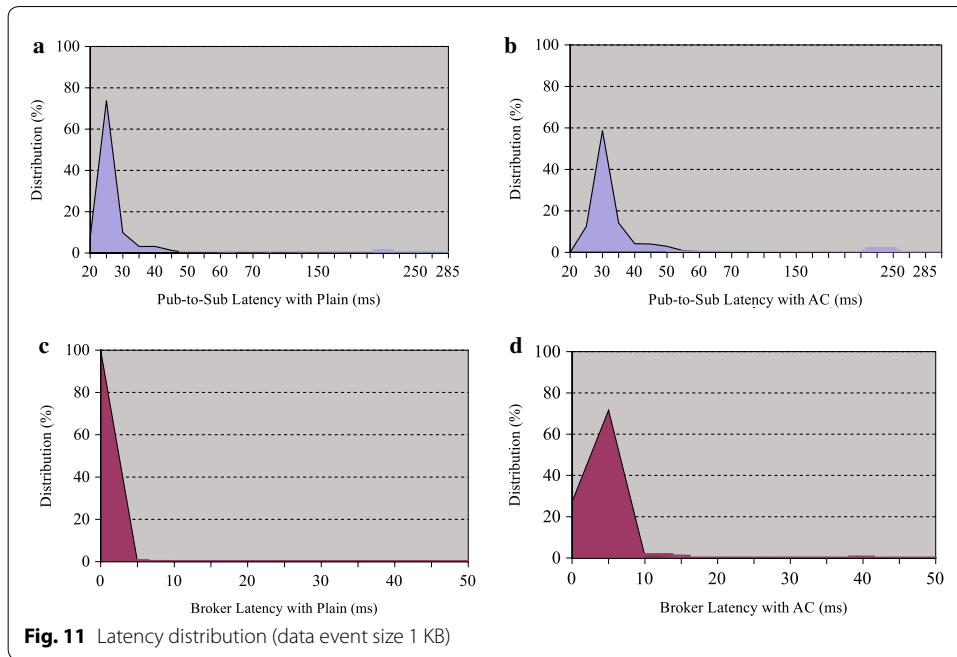 a
100
80
60
40
20
0
Distribution (%)
20 30 40 50 60 70 150 250 285
Pub-to-Sub Latency with Plain (ms)
b
100
80
60
40
20
0
Distribution (%)
20 30 40 50 60 70 150 250 285
Pub-to-Sub Latency with AC (ms)
c
100
80
60
40
20
0
Distribution (%)
0 10 20 30 40 50
Broker Latency with Plain (ms)
d
100
80
60
40
20
0
Distribution (%)
0 10 20 30 40 50
Broker Latency with AC (ms)
Fig. 11 Latency distribution (data event size 1 KB)